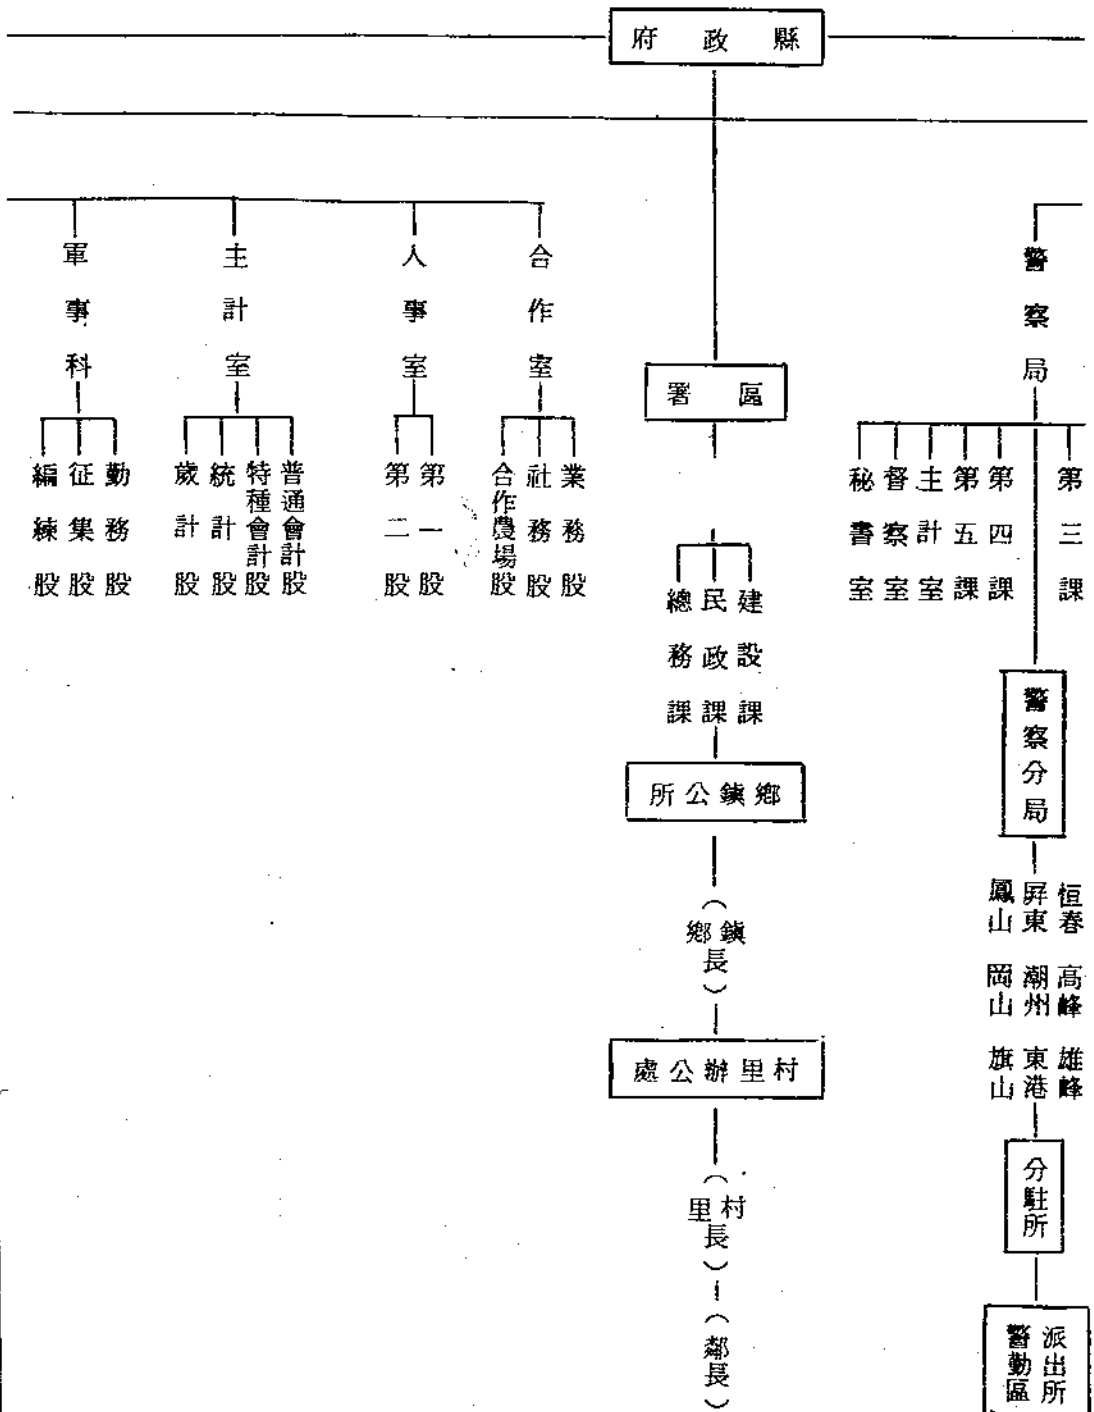 縣政府
警察局
第三課
第四課
第五課
主計室
督察室
秘書室
警察分局
恒春 高峰 雄峰
屏東 潮州 東港
鳳山 岡山 旗山
分駐所
派出所
警勤區
區署
建設課
民政課
總務課
鄉鎮公所
（鄉鎮長）
村里辦公處
（村里長）
（鄰長）
合作室
業務股
社務股
合作農場股
人事室
第一股
第二股
主計室
普通會計股
特種會計股
統計股
歲計股
軍事科
勤務股
征集股
編練股